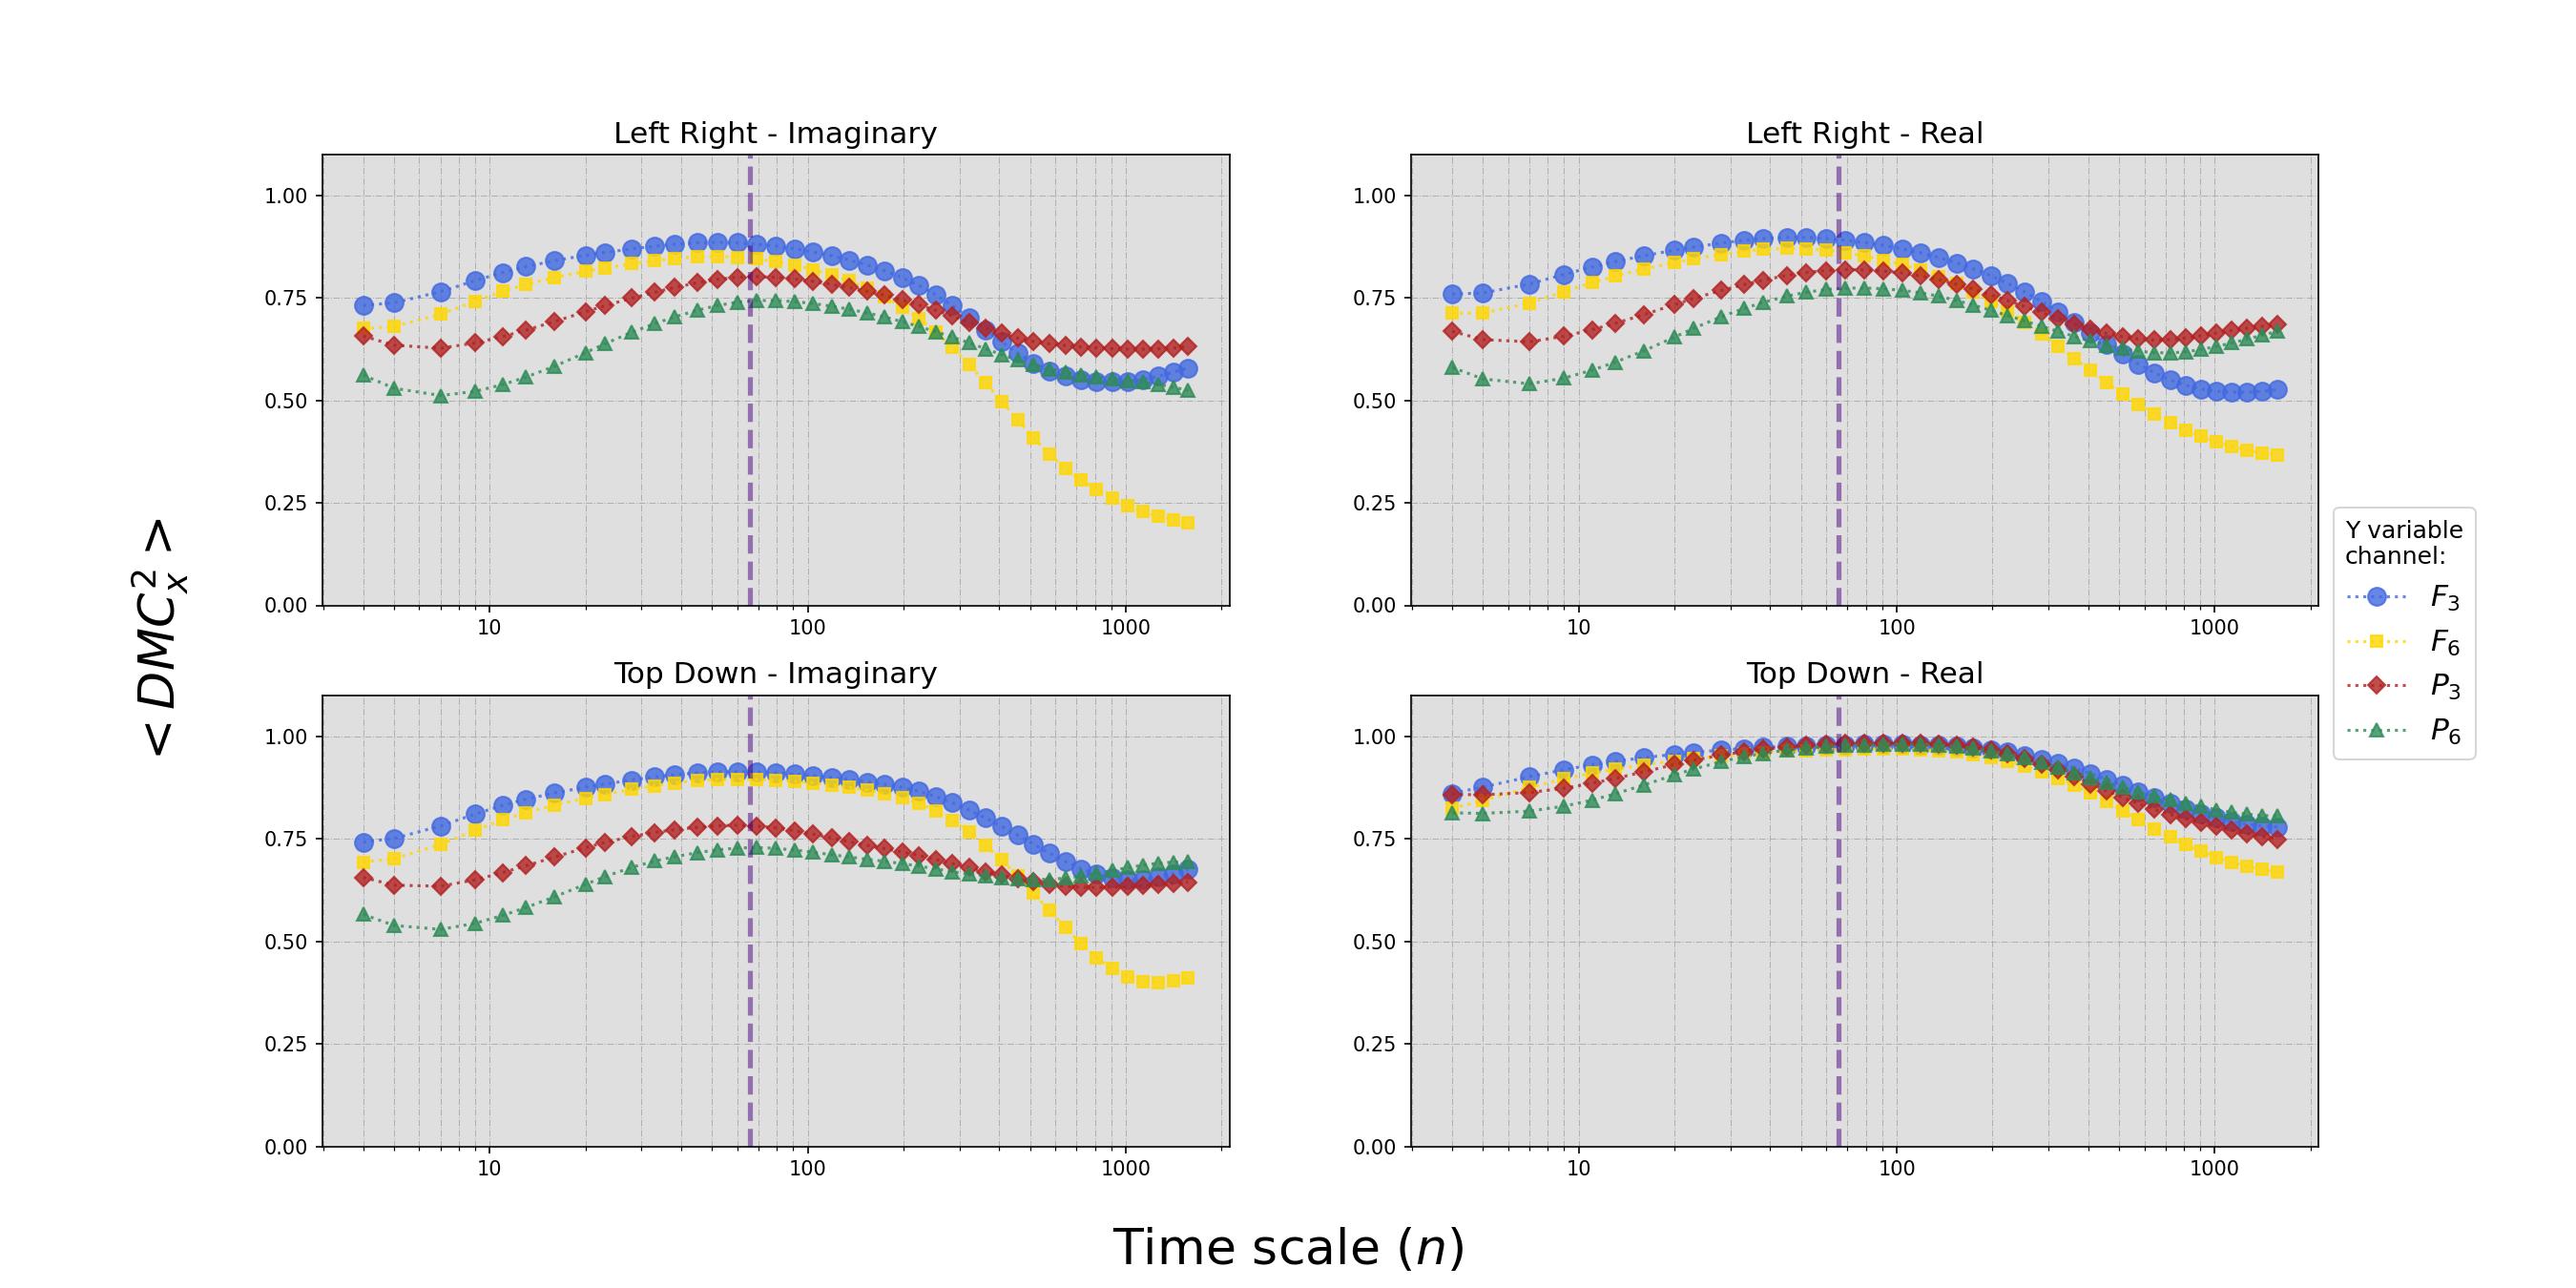 Left Right - Imaginary
1.00
0.75
0.50
0.25
0.00
10 100 1000
Left Right - Real
1.00
0.75
0.50
0.25
0.00
10 100 1000
Top Down - Imaginary
1.00
0.75
0.50
0.25
0.00
10 100 1000
Top Down - Real
1.00
0.75
0.50
0.25
0.00
10 100 1000
< DMC²ₓ >
Time scale (n)
Y variable
channel:
F₃
F₆
P₃
P₆